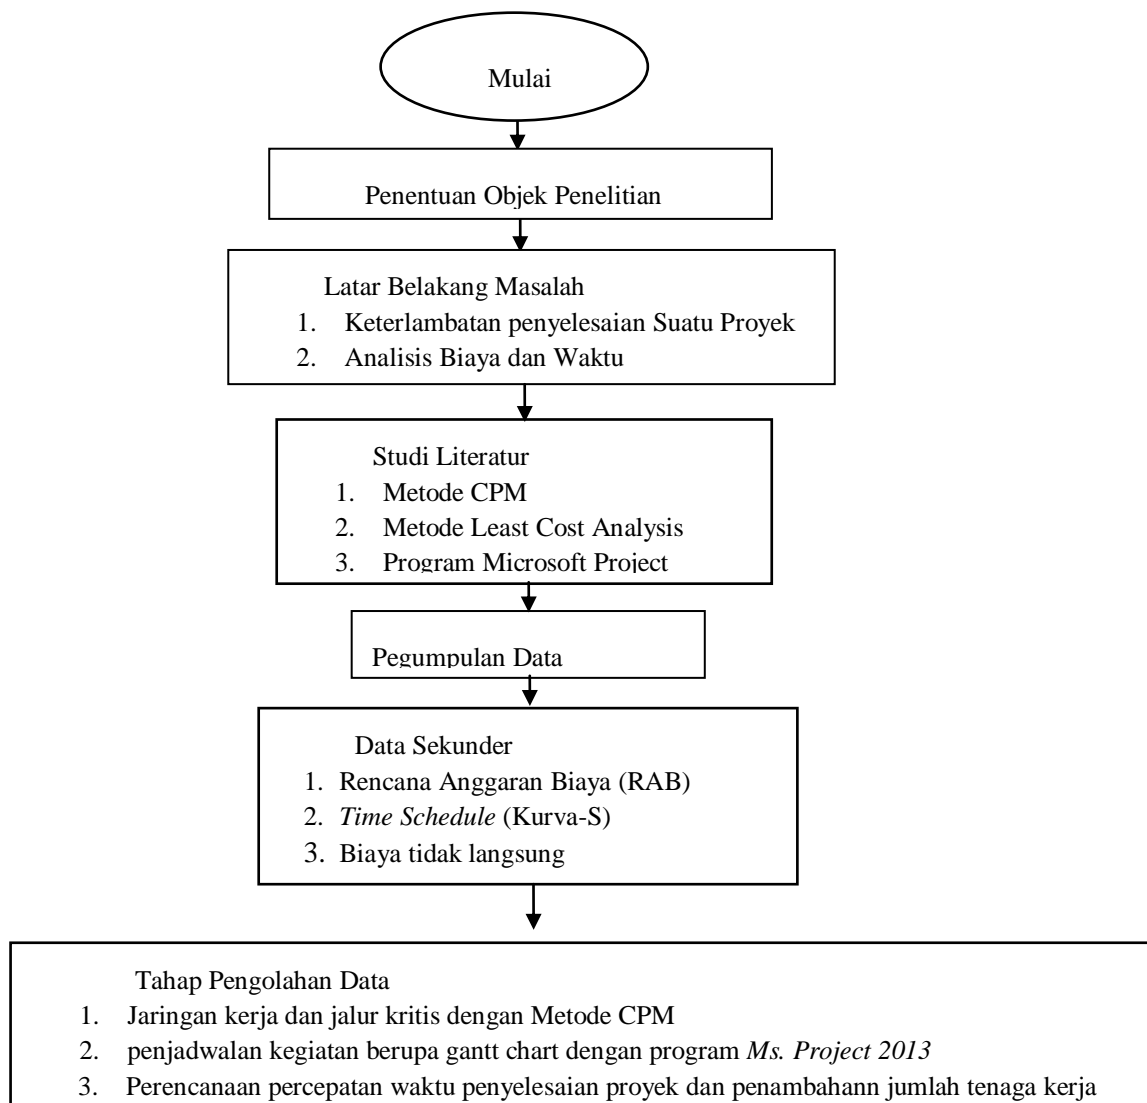 Mulai
Penentuan Objek Penelitian
Latar Belakang Masalah
1. Keterlambatan penyelesaian Suatu Proyek
2. Analisis Biaya dan Waktu
Studi Literatur
1. Metode CPM
2. Metode Least Cost Analysis
3. Program Microsoft Project
Pegumpulan Data
Data Sekunder
1. Rencana Anggaran Biaya (RAB)
2. Time Schedule (Kurva-S)
3. Biaya tidak langsung
Tahap Pengolahan Data
1. Jaringan kerja dan jalur kritis dengan Metode CPM
2. penjadwalan kegiatan berupa gantt chart dengan program Ms. Project 2013
3. Perencanaan percepatan waktu penyelesaian proyek dan penambahann jumlah tenaga kerja